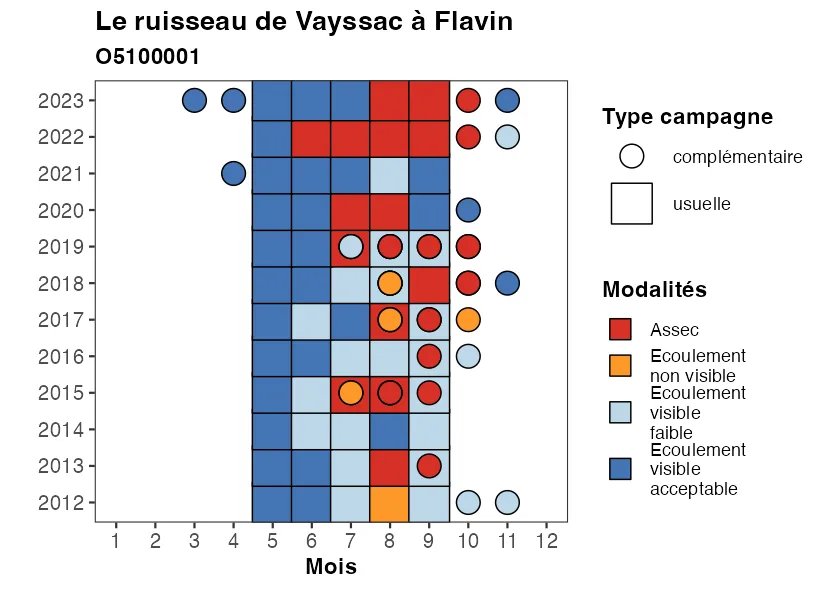 Le ruisseau de Vayssac à Flavin
O5100001
2023
2022
2021
2020
2019
2018
2017
2016
2015
2014
2013
2012
1 2 3 4 5 6 7 8 9 10 11 12
Mois
Type campagne
complémentaire
usuelle
Modalités
Assec
Ecoulement
non visible
Ecoulement
visible
faible
Ecoulement
visible
acceptable